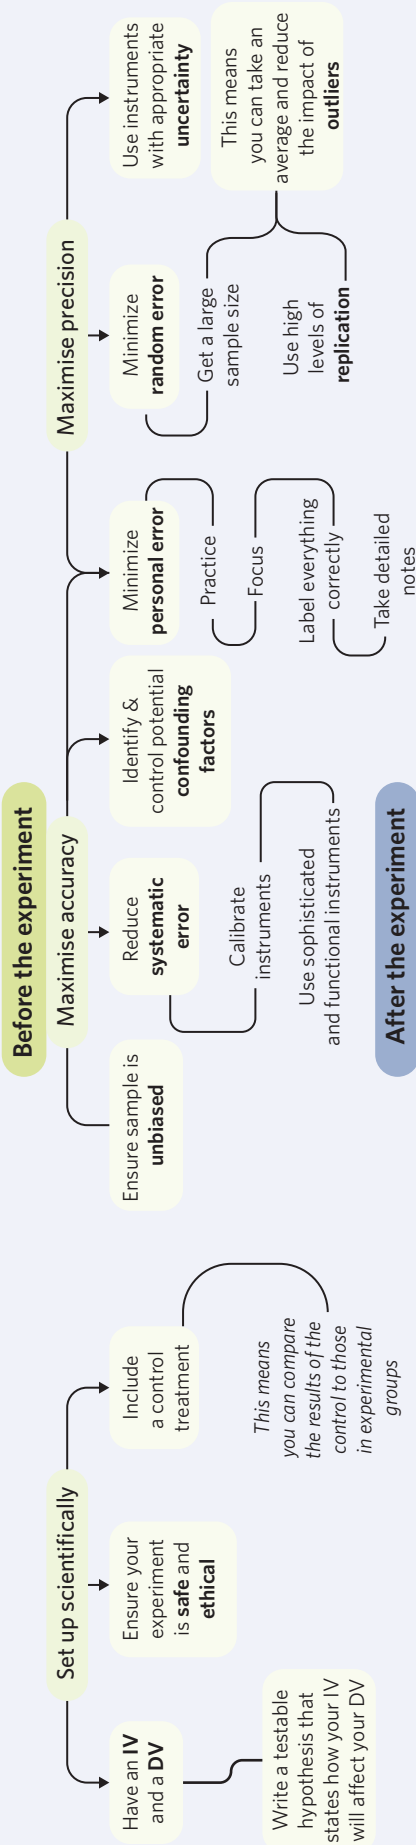 Before the experiment
Set up scientifically
Have an IV
and a DV
Write a testable
hypothesis that
states how your IV
will affect your DV
Ensure your
experiment
is safe and
ethical
Include
a control
treatment
This means
you can compare
the results of the
control to those
in experimental
groups
Maximise accuracy
Ensure sample is
unbiased
Reduce
systematic
error
Calibrate
instruments
Use sophisticated
and functional instruments
Identify &
control potential
confounding
factors
Minimize
personal error
Practice
Focus
Label everything
correctly
Take detailed
notes
Maximise precision
Minimize
random error
Get a large
sample size
Use high
levels of
replication
This means
you can take an
average and reduce
the impact of
outliers
Use instruments
with appropriate
uncertainty
After the experiment